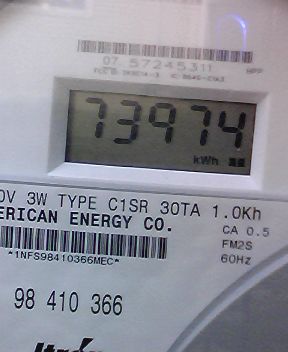 07 57245311
73974
kWh
0V 3W TYPE C1SR 30TA 1.0Kh
ERICAN ENERGY CO.
CA 0.5
FM2S
*1NFS98410366MEC*
60Hz
98 410 366
Itrón